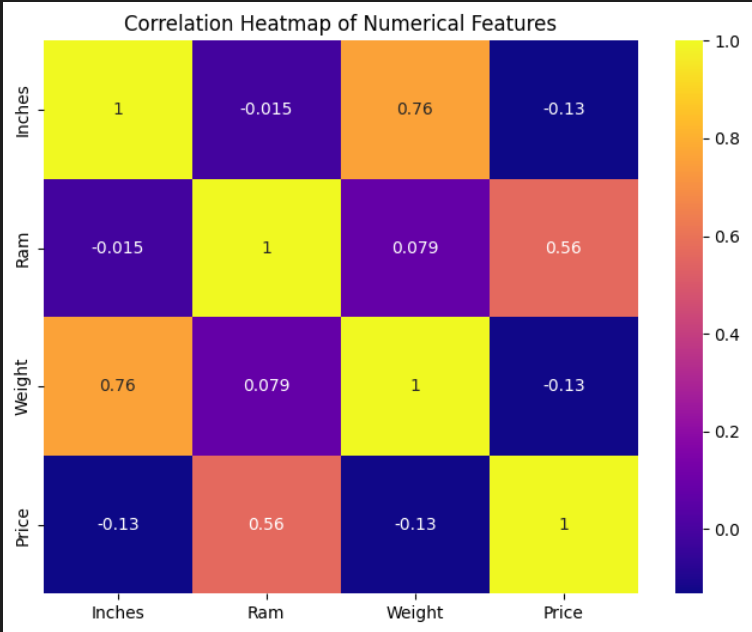 Correlation Heatmap of Numerical Features
1.0
Inches 1 -0.015 0.76 -0.13
0.8
Ram -0.015 1 0.079 0.56
0.6
0.4
Weight 0.76 0.079 1 -0.13
0.2
Price -0.13 0.56 -0.13 1
0.0
Inches Ram Weight Price